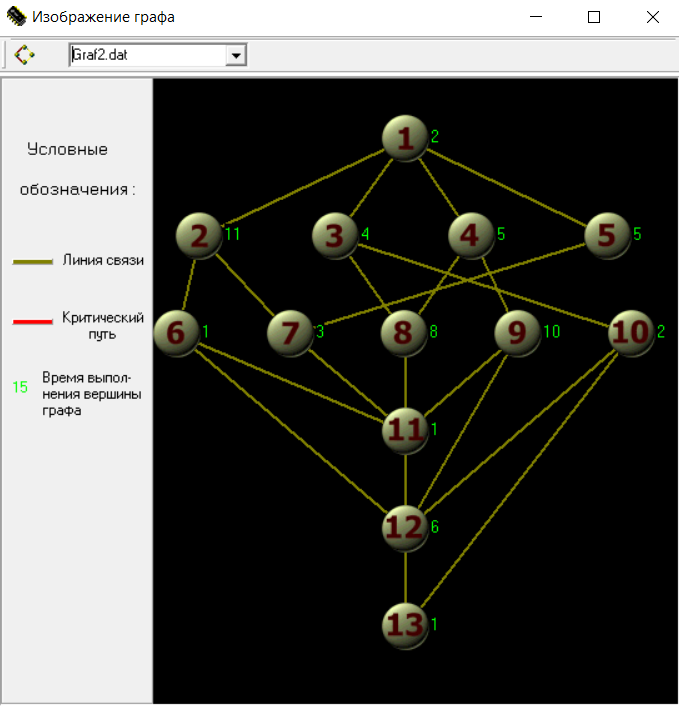 Изображение графа
Graf2.dat
Условные
обозначения:
Линия связи
Критический
путь
15 Время выпол-
нения вершины
графа
1 2
2 11 3 4 4 5 5 5
6 1 7 3 8 8 9 10 10 2
11 1
12 6
13 1